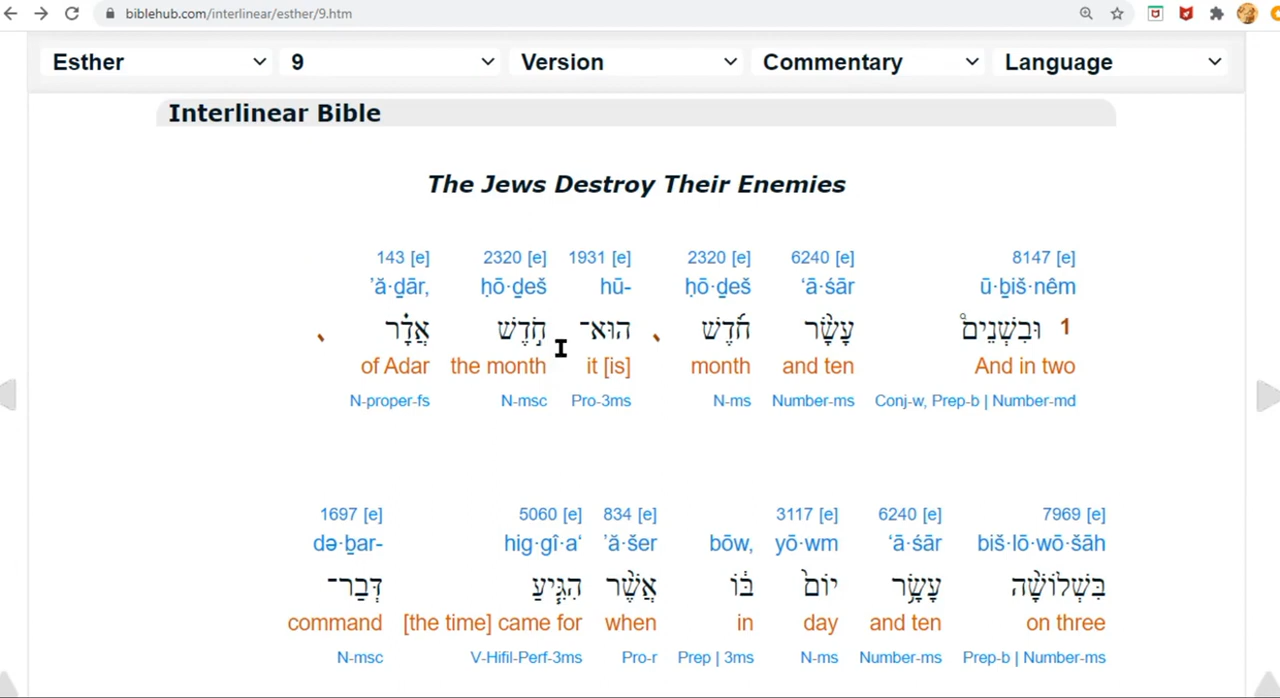 biblehub.com/interlinear/esther/9.htm
Esther 9 Version Commentary Language
Interlinear Bible
The Jews Destroy Their Enemies
143 [e] 2320 [e] 1931 [e] 2320 [e] 6240 [e] 8147 [e]
’ă·ḏār, ḥō·ḏeš hū- ḥō·ḏeš ‘ā·śār ū·ḇiš·nêm
1 וּבִשְׁנֵים֩ עָשָׂ֨ר חֹ֜דֶשׁ הוּא־ חֹ֣דֶשׁ אֲדָ֗ר
of Adar the month it [is] month and ten And in two
N-proper-fs N-msc Pro-3ms N-ms Number-ms Conj-w, Prep-b | Number-md
1697 [e] 5060 [e] 834 [e] 3117 [e] 6240 [e] 7969 [e]
də·ḇar- hig·gî·a‘ ’ă·šer bōw, yō·wm ‘ā·śār biš·lō·wō·šāh
בִּשְׁלוֹשָׁ֨ה עָשָׂ֥ר יוֹם֙ בּ֔וֹ אֲשֶׁ֨ר הִגִּ֧יעַ דְּבַר־
command [the time] came for when in day and ten on three
N-msc V-Hifil-Perf-3ms Pro-r Prep | 3ms N-ms Number-ms Prep-b | Number-ms